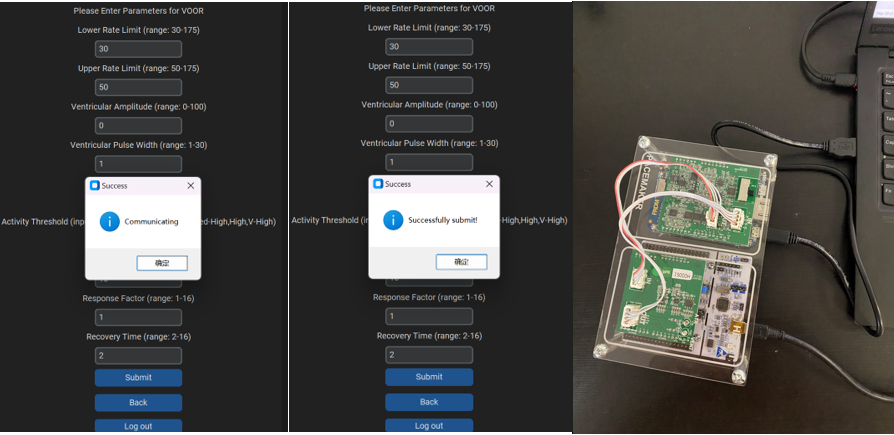 Please Enter Parameters for VOOR
Lower Rate Limit (range: 30-175)
30
Upper Rate Limit (range: 50-175)
50
Ventricular Amplitude (range: 0-100)
0
Ventricular Pulse Width (range: 1-30)
1
Success
Communicating
Activity Threshold (inp
ed-High,High,V-High)
确定
Response Factor (range: 1-16)
1
Recovery Time (range: 2-16)
2
Submit
Back
Log out
Please Enter Parameters for VOOR
Lower Rate Limit (range: 30-175)
30
Upper Rate Limit (range: 50-175)
50
Ventricular Amplitude (range: 0-100)
0
Ventricular Pulse Width (range: 1-30)
1
Success
Successfully submit!
Activity Threshold (in
High,High,V-High)
确定
Response Factor (range: 1-16)
1
Recovery Time (range: 2-16)
2
Submit
Back
Log out
PACEMAKER